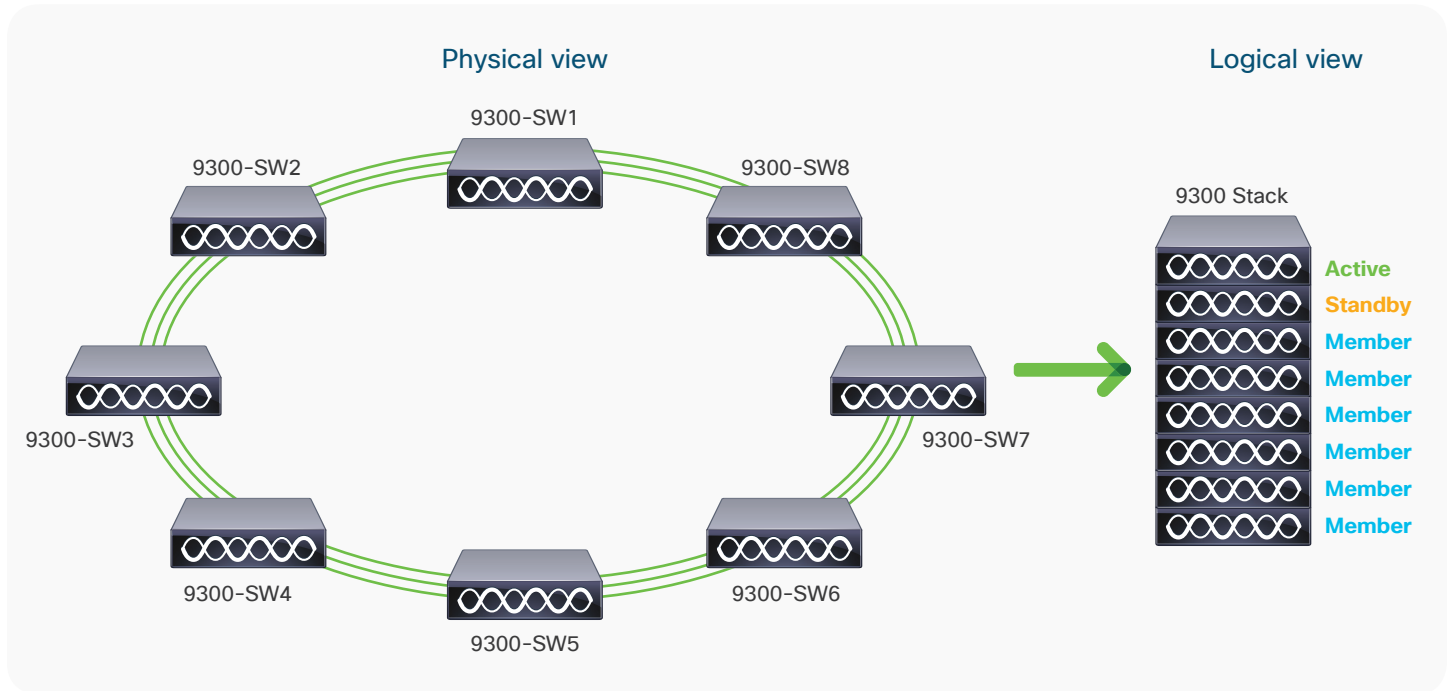 Physical view
Logical view
9300-SW1
9300-SW2
9300-SW8
9300 Stack
Active
Standby
Member
Member
Member
Member
Member
Member
9300-SW3
9300-SW7
9300-SW4
9300-SW6
9300-SW5